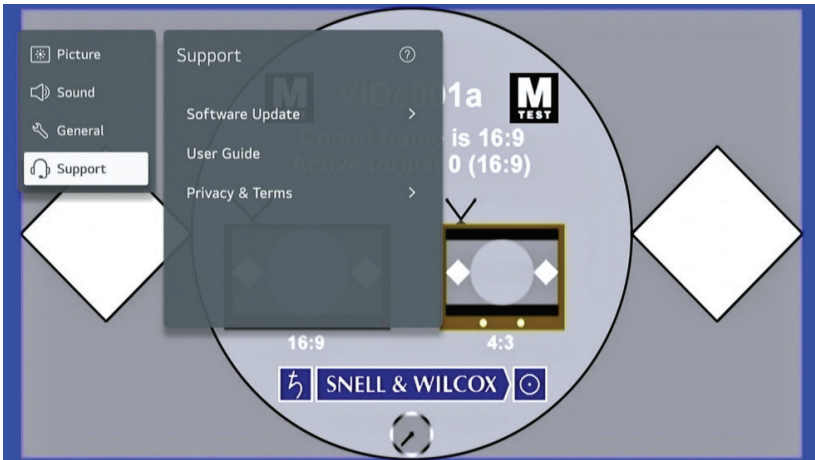 Picture
Sound
General
Support
Support
Software Update
User Guide
Privacy & Terms
M
TEST
VIDc001a
M
TEST
Coded frame is 16:9
Active format 0 (16:9)
16:9
4:3
SNELL & WILCOX